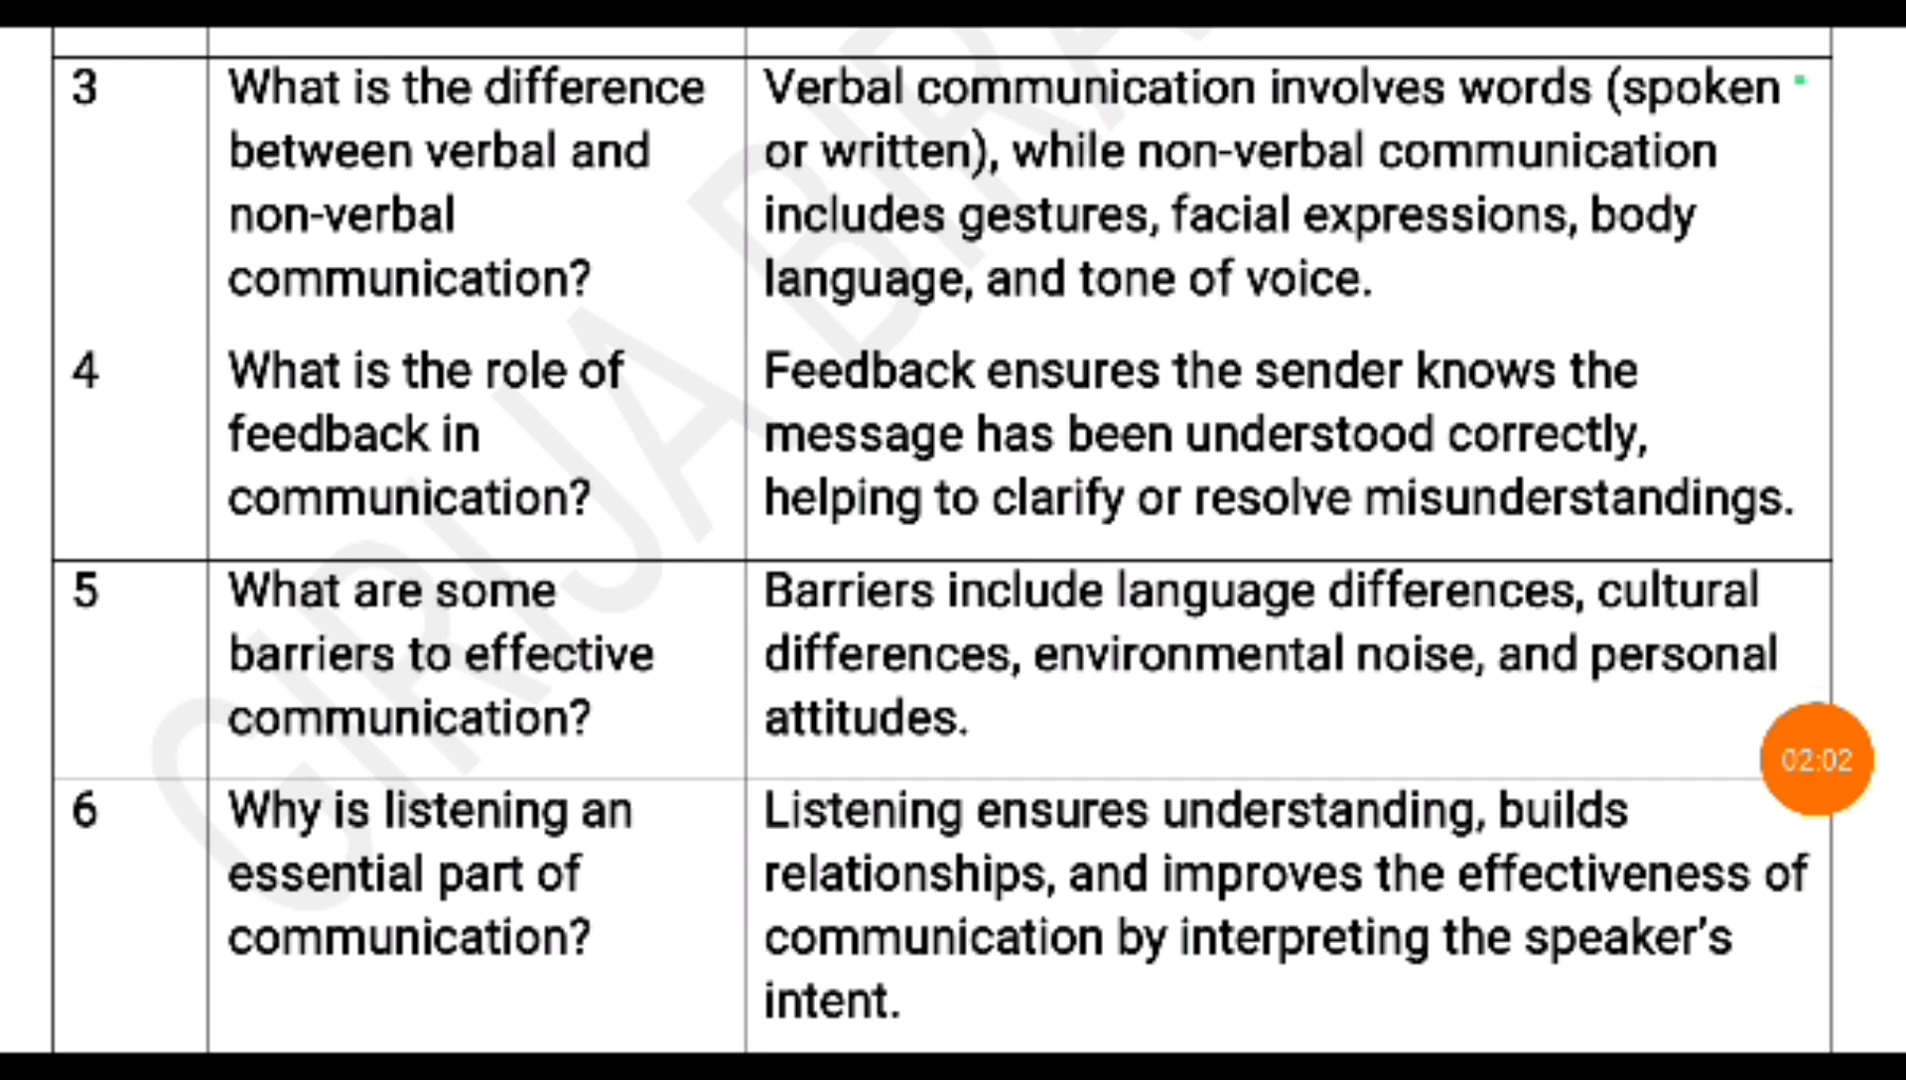 3
What is the difference
between verbal and
non-verbal
communication?
Verbal communication involves words (spoken
or written), while non-verbal communication
includes gestures, facial expressions, body
language, and tone of voice.
4
What is the role of
feedback in
communication?
Feedback ensures the sender knows the
message has been understood correctly,
helping to clarify or resolve misunderstandings.
5
What are some
barriers to effective
communication?
Barriers include language differences, cultural
differences, environmental noise, and personal
attitudes.
02:02
6
Why is listening an
essential part of
communication?
Listening ensures understanding, builds
relationships, and improves the effectiveness of
communication by interpreting the speaker's
intent.
GIRIJA